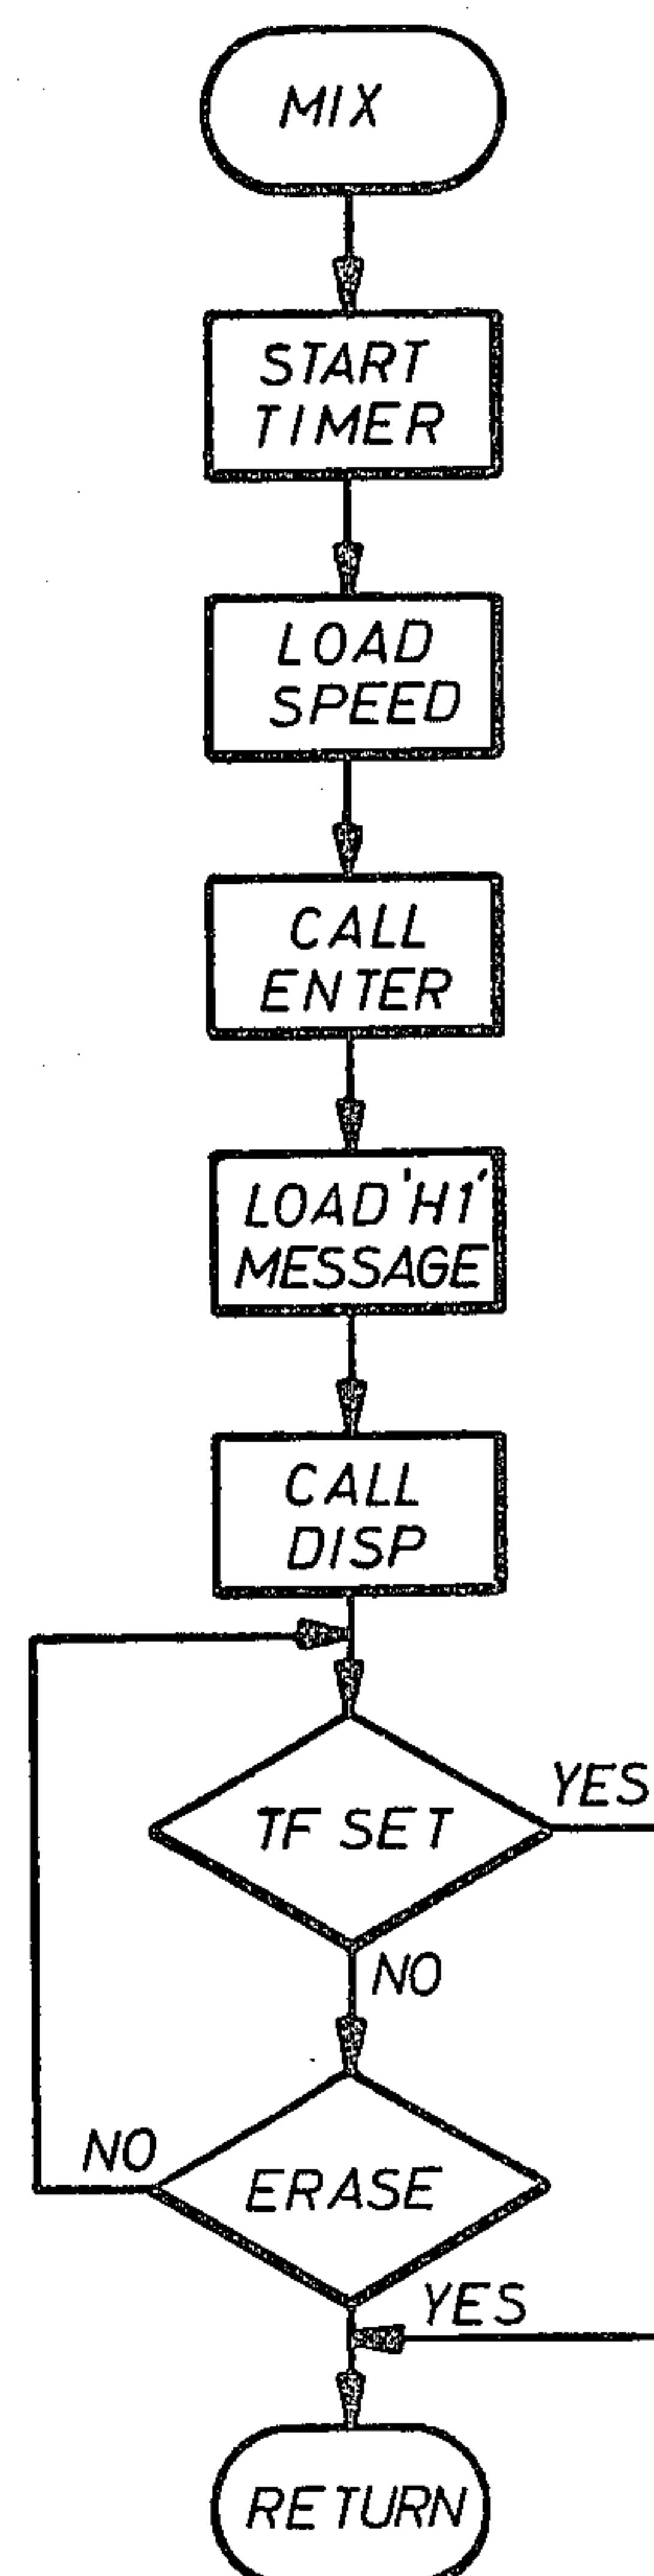 MIX
START
TIMER
LOAD
SPEED
CALL
ENTER
LOAD 'H1'
MESSAGE
CALL
DISP
TF SET
YES
NO
ERASE
NO
YES
RETURN